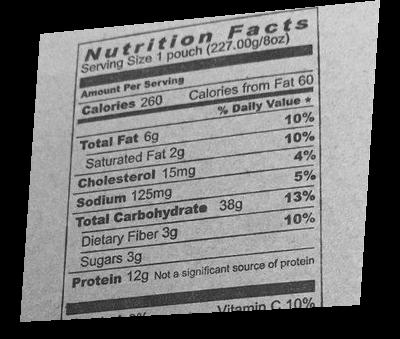 Nutrition Facts
Serving Size 1 pouch (227.00g/8oz)
Amount Per Serving
Calories 260 Calories from Fat 60
% Daily Value *
Total Fat 6g 10%
Saturated Fat 2g 10%
Cholesterol 15mg 4%
Sodium 125mg 5%
Total Carbohydrate 38g 13%
Dietary Fiber 3g 10%
Sugars 3g
Protein 12g Not a significant source of protein
Vitamin C 10%